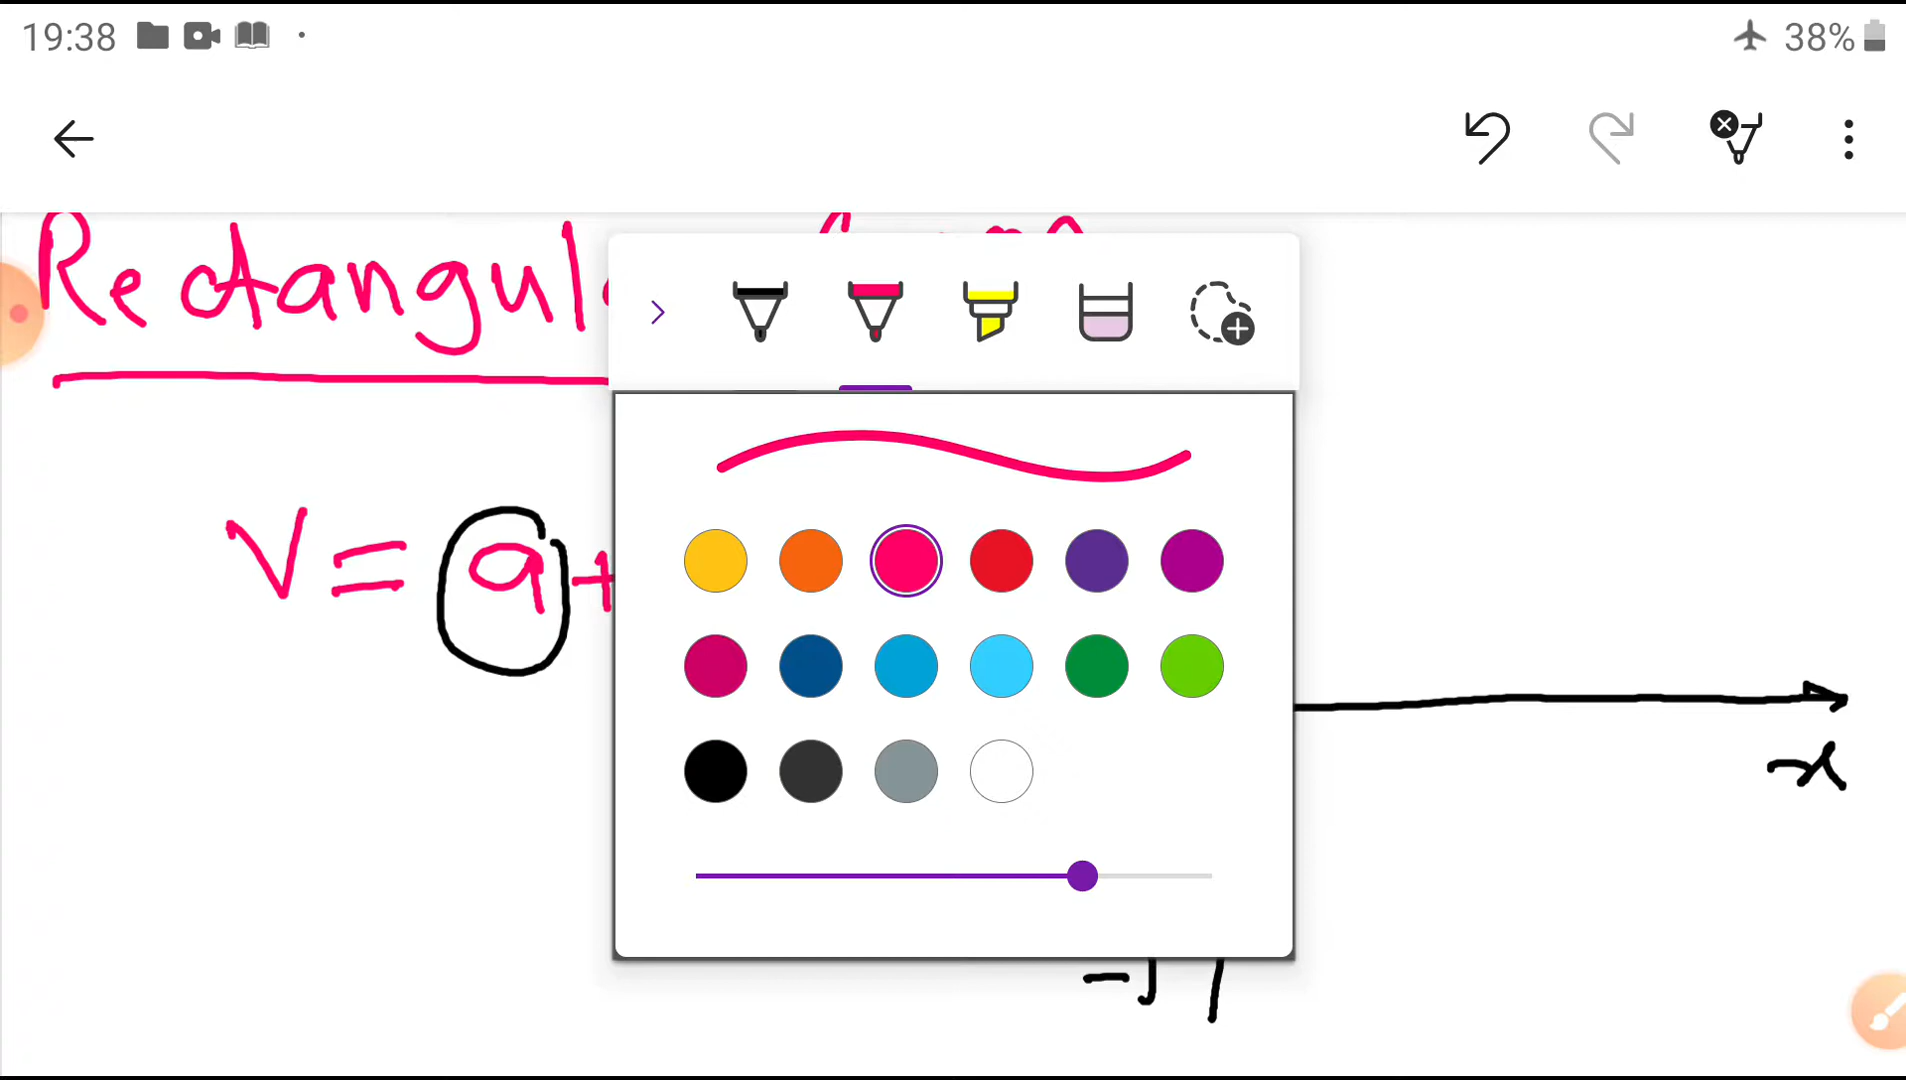 19:38 38%
Rectangul
V = a +
-x
-J